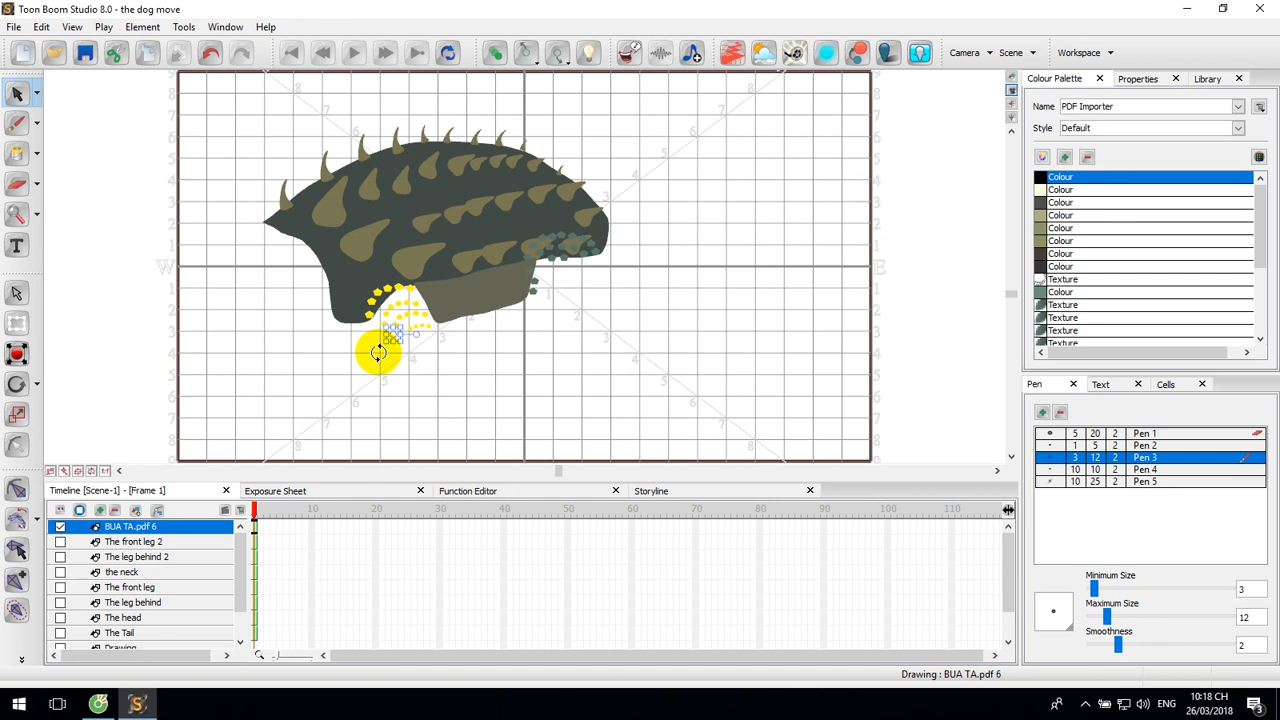 Toon Boom Studio 8.0 - the dog move
File Edit View Play Element Tools Window Help
Camera Scene Workspace
Colour Palette Properties Library
Name PDF Importer
Style Default
Colour
Colour
Colour
Colour
Colour
Colour
Colour
Colour
Texture
Colour
Texture
Texture
Texture
Texture
W E
Pen Text Cells
5 20 2 Pen 1
1 5 2 Pen 2
3 12 2 Pen 3
10 10 2 Pen 4
10 25 2 Pen 5
Minimum Size
3
Maximum Size
12
Smoothness
2
Timeline [Scene-1] - [Frame 1] Exposure Sheet Function Editor Storyline
10 20 30 40 50 60 70 80 90 100 110
BUA TA.pdf 6
The front leg 2
The leg behind 2
the neck
The front leg
The leg behind
The head
The Tail
Drawing
Drawing : BUA TA.pdf 6
ENG
10:18 CH
26/03/2018
3